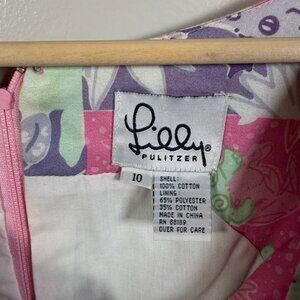 Lilly®
PULITZER
10
SHELL:
100% COTTON
LINING:
65% POLYESTER
35% COTTON
MADE IN CHINA
RN 88189
OVER FOR CARE